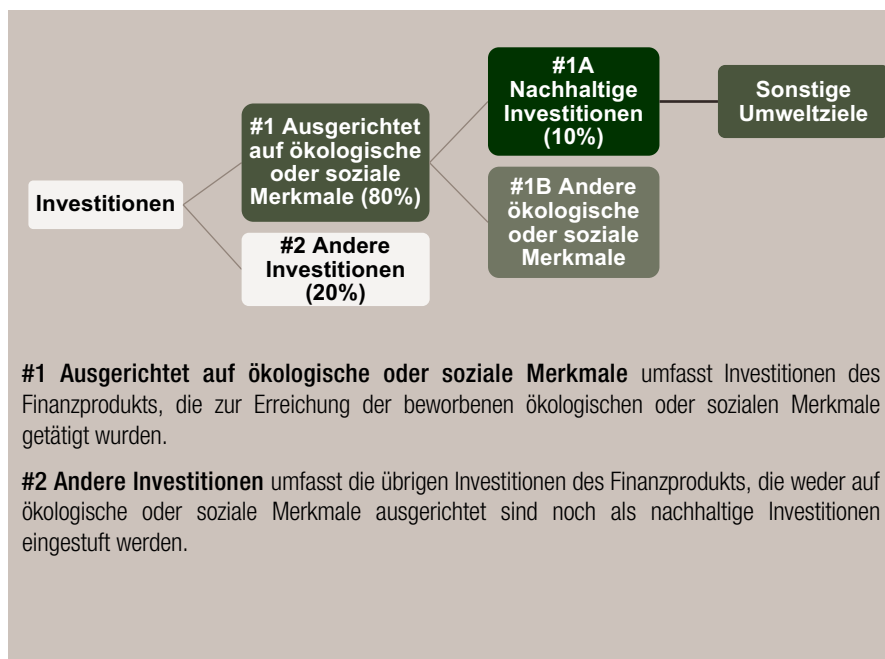 Investitionen
#1 Ausgerichtet
auf ökologische
oder soziale
Merkmale (80%)
#2 Andere
Investitionen
(20%)
#1A
Nachhaltige
Investitionen
(10%)
#1B Andere
ökologische
oder soziale
Merkmale
Sonstige
Umweltziele
#1 Ausgerichtet auf ökologische oder soziale Merkmale umfasst Investitionen des
Finanzprodukts, die zur Erreichung der beworbenen ökologischen oder sozialen Merkmale
getätigt wurden.
#2 Andere Investitionen umfasst die übrigen Investitionen des Finanzprodukts, die weder auf
ökologische oder soziale Merkmale ausgerichtet sind noch als nachhaltige Investitionen
eingestuft werden.